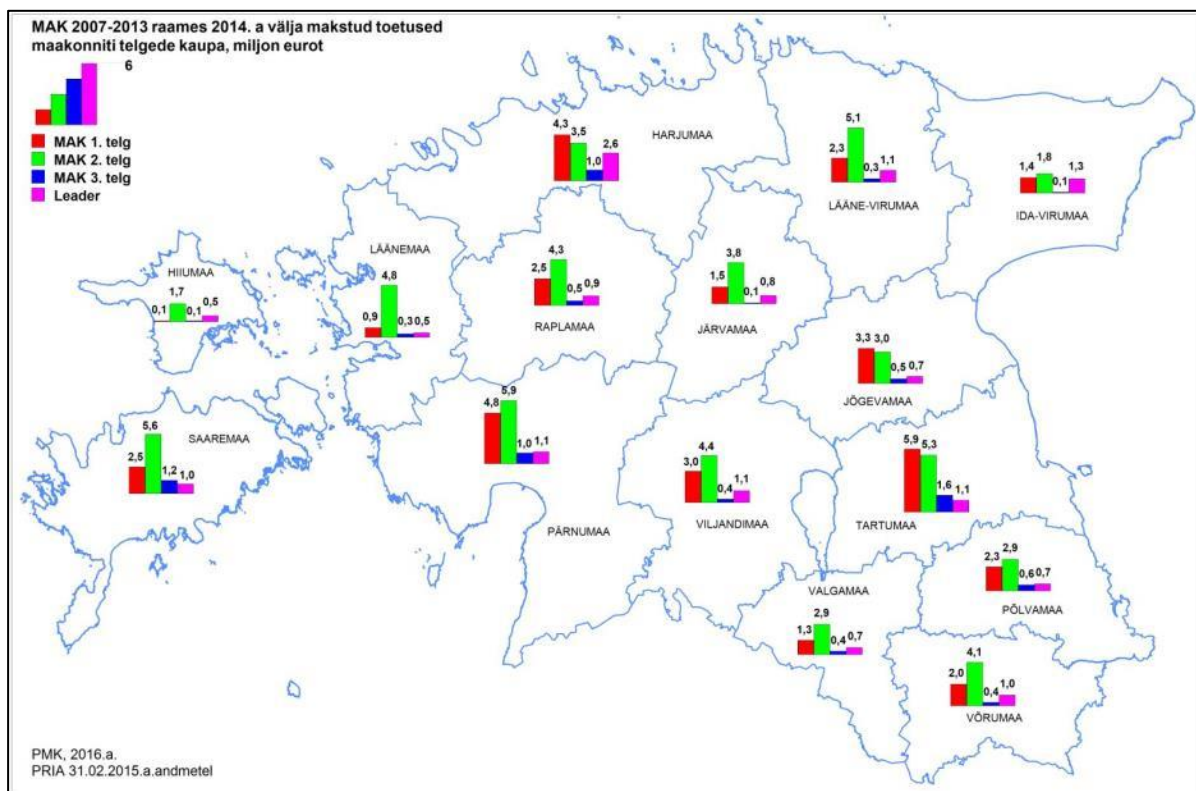 MAK 2007-2013 raames 2014. a välja makstud toetused
maakonniti telgede kaupa, miljon eurot
6
MAK 1. telg
MAK 2. telg
MAK 3. telg
Leader
4,3 3,5 1,0 2,6
HARJUMAA
2,3 5,1 0,3 1,1
LÄÄNE-VIRUMAA
1,4 1,8 0,1 1,3
IDA-VIRUMAA
HIIUMAA
0,1 1,7 0,1 0,5
LÄÄNEMAA
0,9 4,8 0,3 0,5
2,5 4,3 0,5 0,9
RAPLAMAA
1,5 3,8 0,1 0,8
JÄRVAMAA
3,3 3,0 0,5 0,7
JÕGEVAMAA
SAAREMAA
2,5 5,6 1,2 1,0
4,8 5,9 1,0 1,1
PÄRNUMAA
3,0 4,4 0,4 1,1
VILJANDIMAA
5,9 5,3 1,6 1,1
TARTUMAA
VALGAMAA
1,3 2,9 0,4 0,7
2,3 2,9 0,6 0,7
PÕLVAMAA
2,0 4,1 0,4 1,0
VÕRUMAA
PMK, 2016.a.
PRIA 31.02.2015.a.andmetel